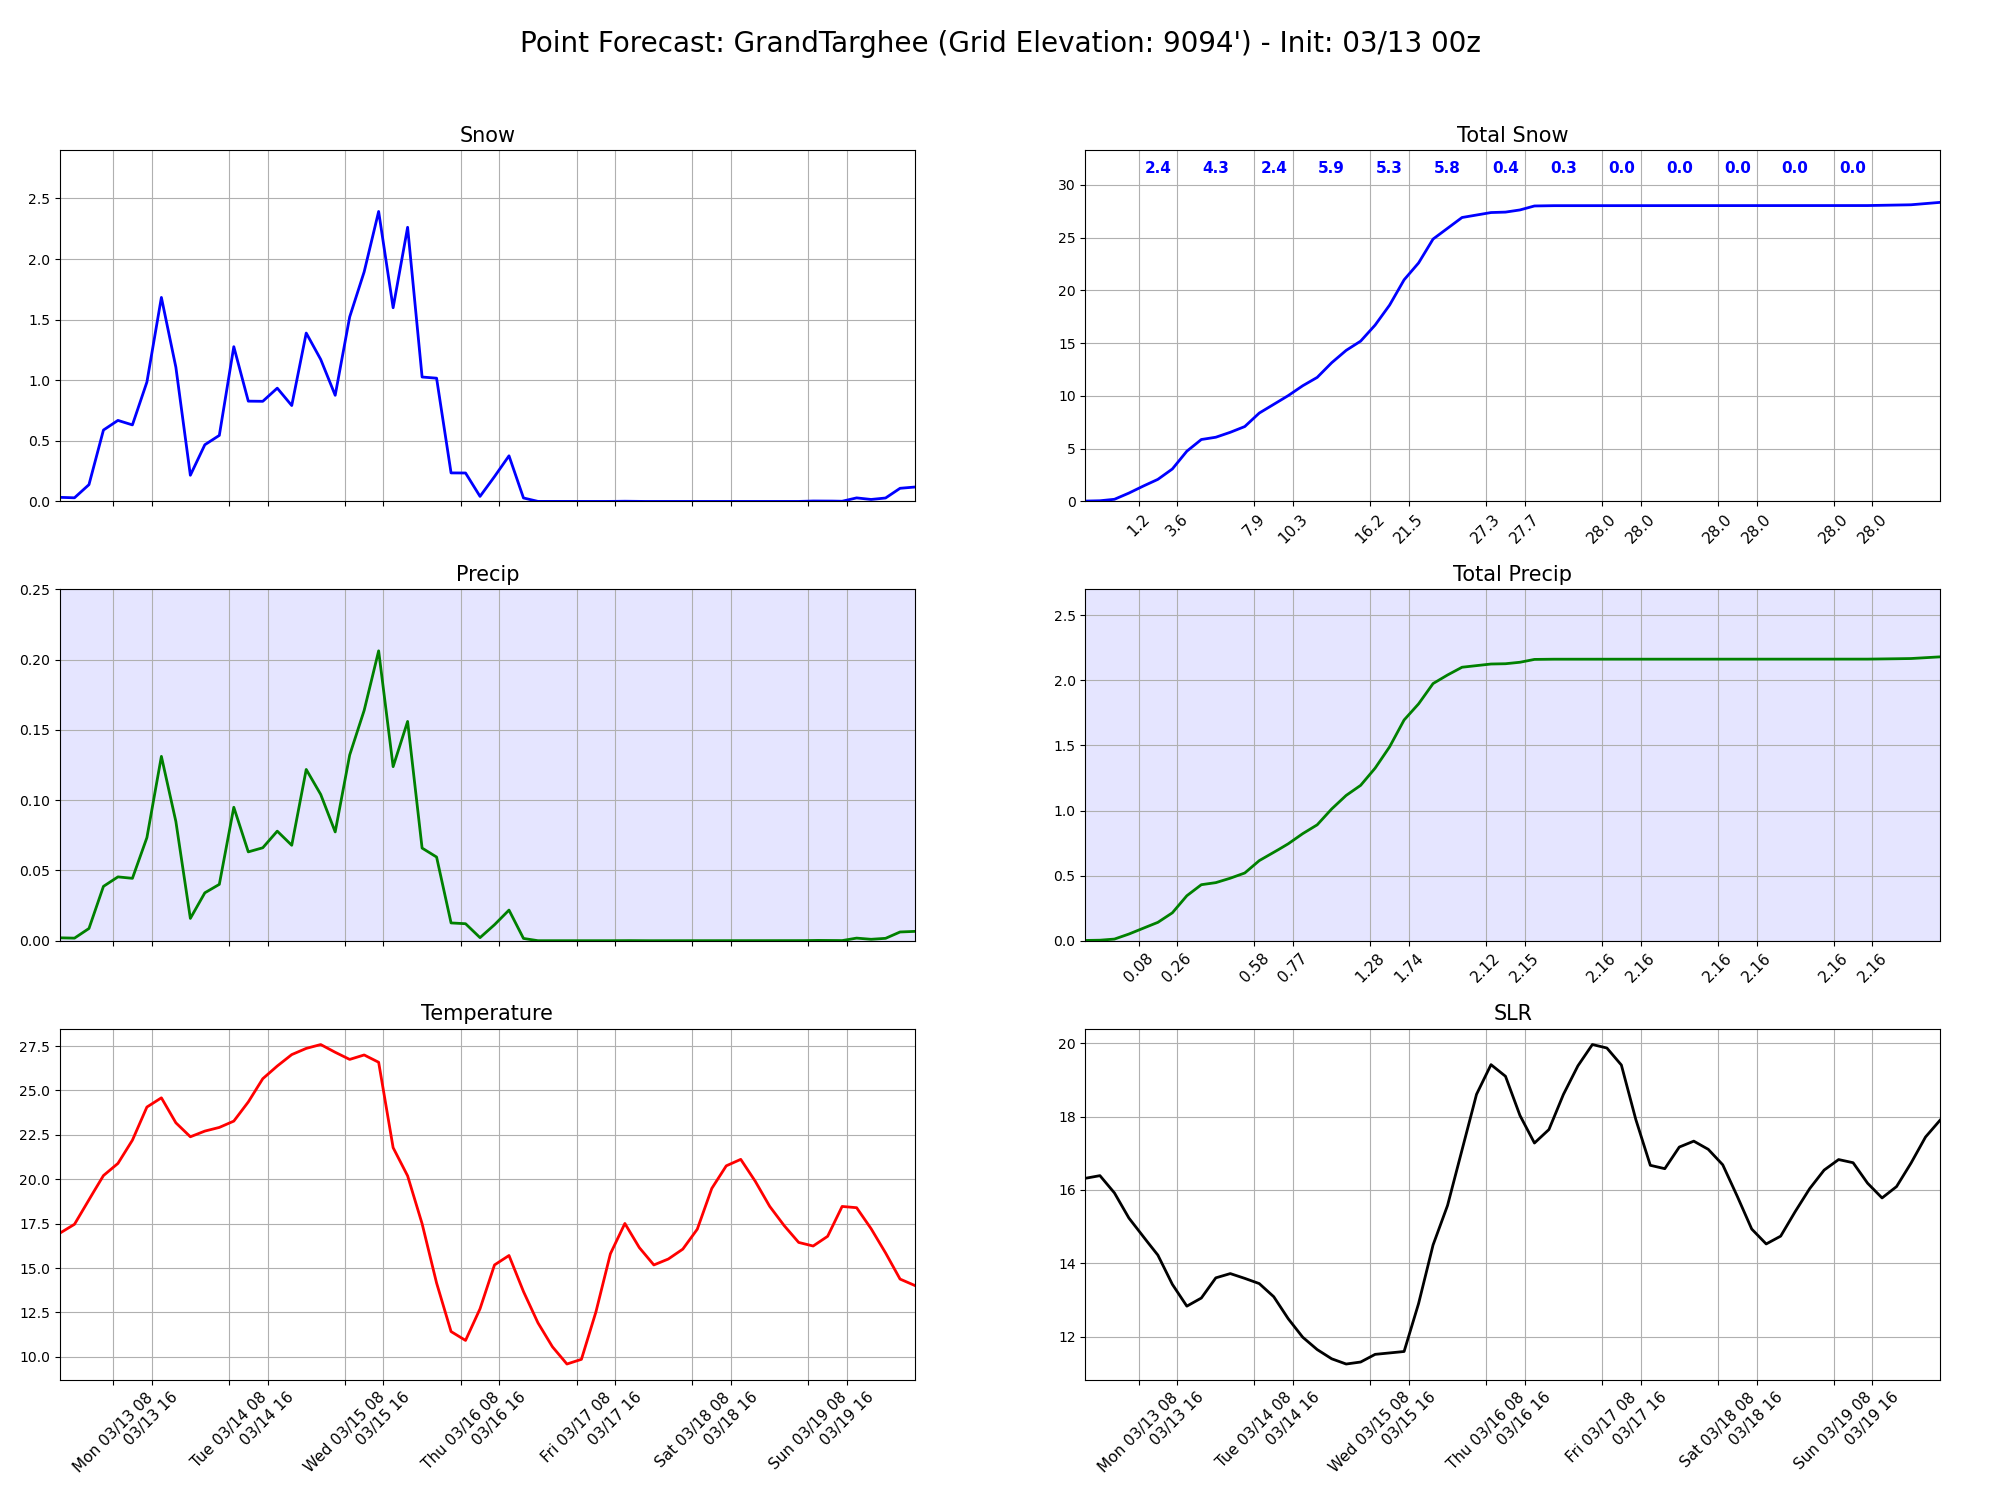 Point Forecast: GrandTarghee (Grid Elevation: 9094') - Init: 03/13 00z
Snow
2.5
2.0
1.5
1.0
0.5
0.0
Total Snow
2.4 4.3 2.4 5.9 5.3 5.8 0.4 0.3 0.0 0.0 0.0 0.0 0.0
30
25
20
15
10
5
0
1.2 3.6 7.9 10.3 16.2 21.5 27.3 27.7 28.0 28.0 28.0 28.0 28.0 28.0
Precip
0.25
0.20
0.15
0.10
0.05
0.00
Total Precip
2.5
2.0
1.5
1.0
0.5
0.0
0.08 0.26 0.58 0.77 1.28 1.74 2.12 2.15 2.16 2.16 2.16 2.16 2.16 2.16
Temperature
27.5
25.0
22.5
20.0
17.5
15.0
12.5
10.0
Mon 03/13 08
03/13 16
Tue 03/14 08
03/14 16
Wed 03/15 08
03/15 16
Thu 03/16 08
03/16 16
Fri 03/17 08
03/17 16
Sat 03/18 08
03/18 16
Sun 03/19 08
03/19 16
SLR
20
18
16
14
12
Mon 03/13 08
03/13 16
Tue 03/14 08
03/14 16
Wed 03/15 08
03/15 16
Thu 03/16 08
03/16 16
Fri 03/17 08
03/17 16
Sat 03/18 08
03/18 16
Sun 03/19 08
03/19 16